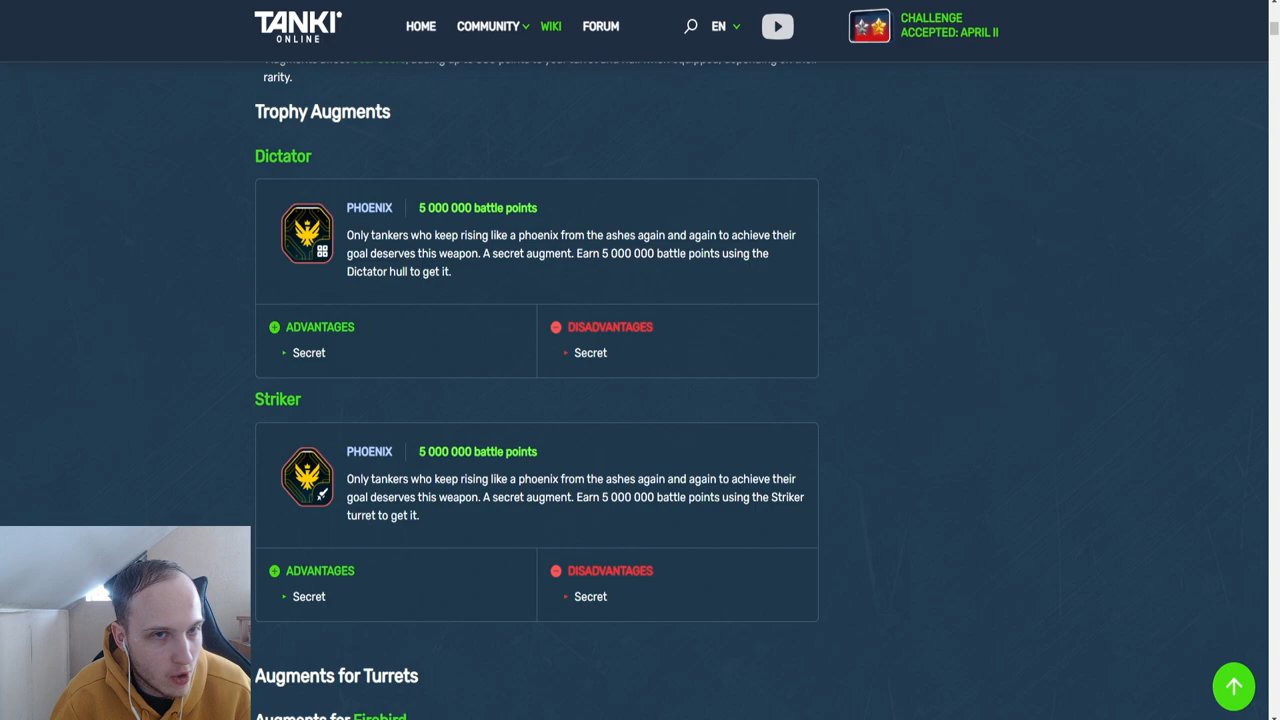 TANKI
ONLINE
HOME
COMMUNITY
WIKI
FORUM
EN
CHALLENGE
ACCEPTED: APRIL II
rarity.
Trophy Augments
Dictator
PHOENIX
5 000 000 battle points
Only tankers who keep rising like a phoenix from the ashes again and again to achieve their
goal deserves this weapon. A secret augment. Earn 5 000 000 battle points using the
Dictator hull to get it.
ADVANTAGES
DISADVANTAGES
Secret
Secret
Striker
PHOENIX
5 000 000 battle points
Only tankers who keep rising like a phoenix from the ashes again and again to achieve their
goal deserves this weapon. A secret augment. Earn 5 000 000 battle points using the Striker
turret to get it.
ADVANTAGES
DISADVANTAGES
Secret
Secret
Augments for Turrets
Augments for Firebird